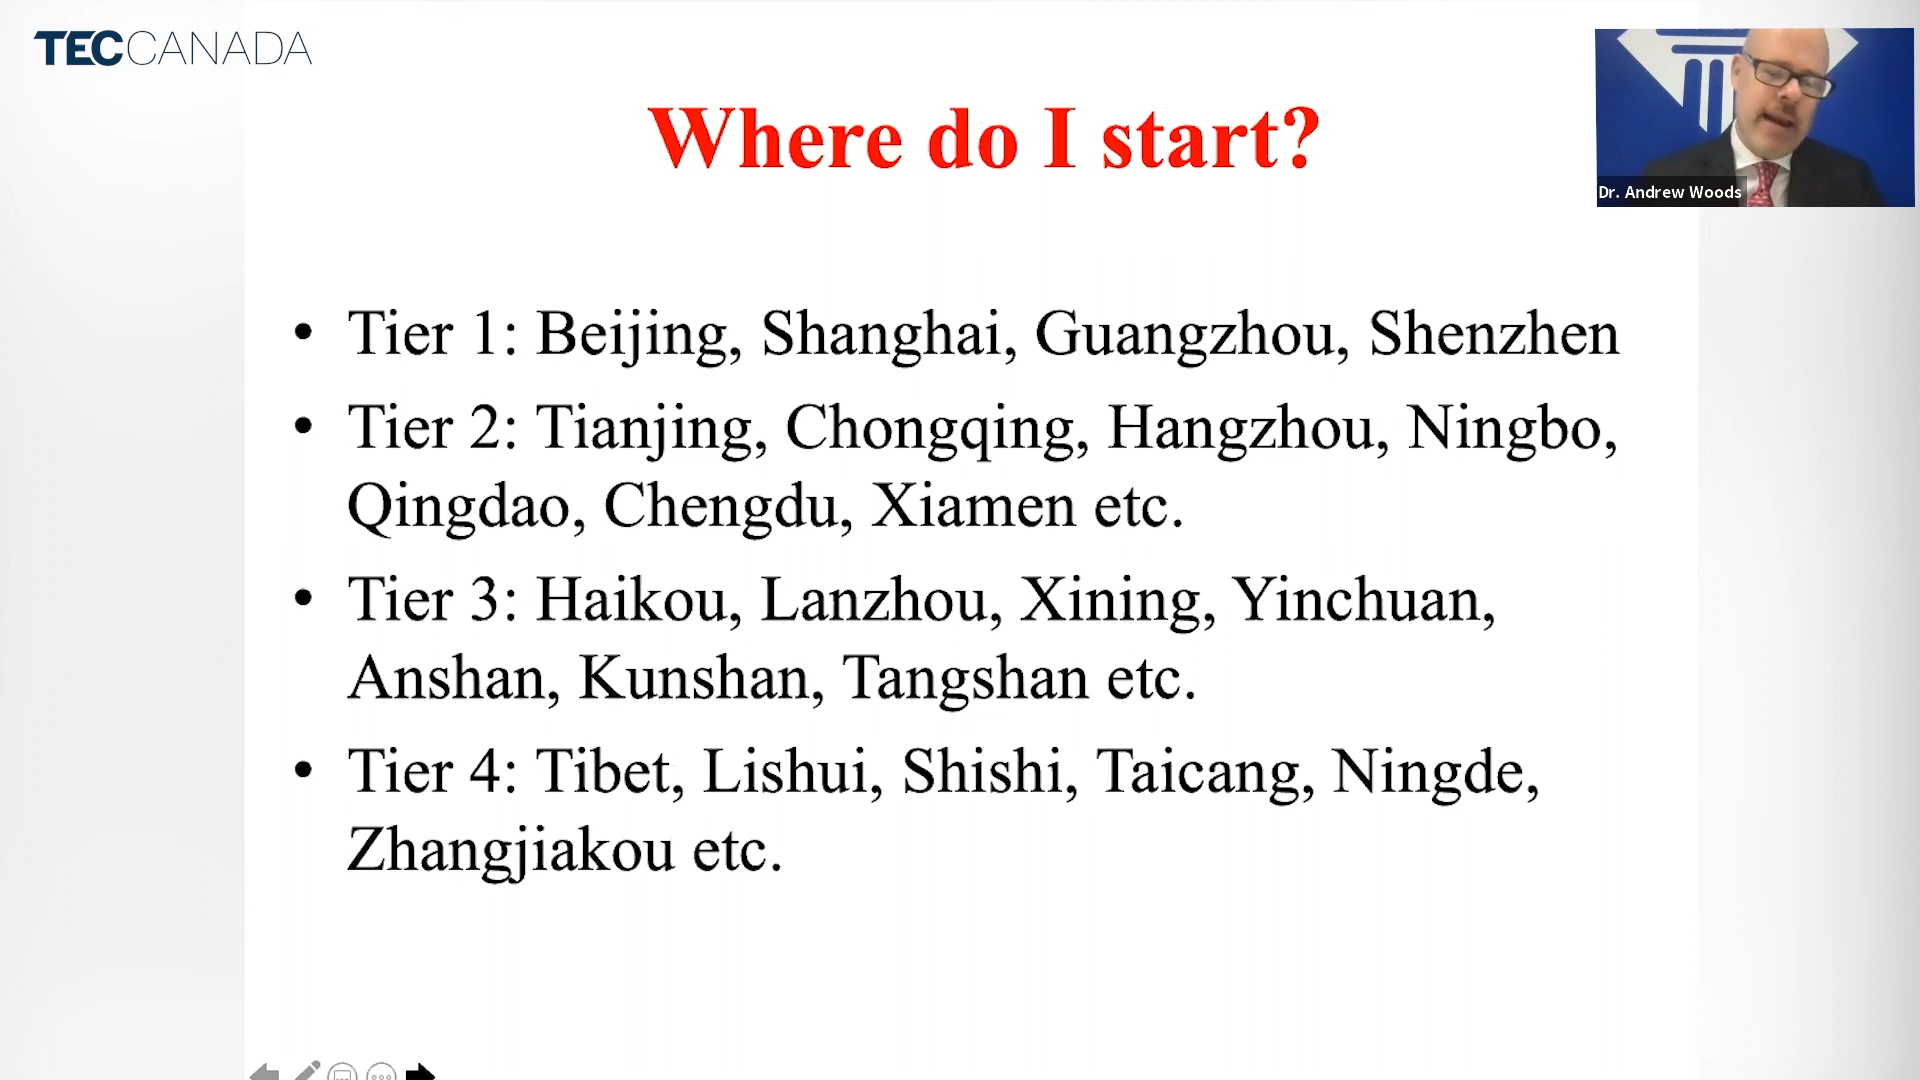 TECCANADA
Where do I start?
Dr. Andrew Woods
• Tier 1: Beijing, Shanghai, Guangzhou, Shenzhen
• Tier 2: Tianjing, Chongqing, Hangzhou, Ningbo,
Qingdao, Chengdu, Xiamen etc.
• Tier 3: Haikou, Lanzhou, Xining, Yinchuan,
Anshan, Kunshan, Tangshan etc.
• Tier 4: Tibet, Lishui, Shishi, Taicang, Ningde,
Zhangjiakou etc.